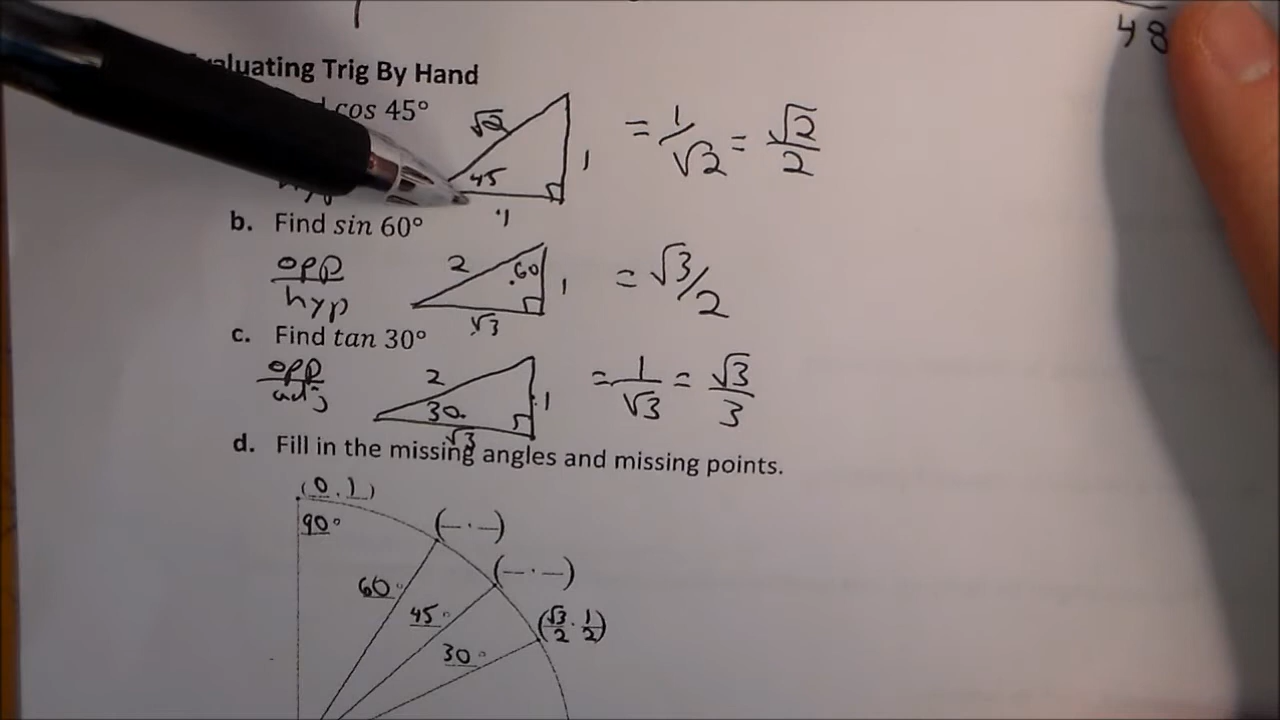 48
Evaluating Trig By Hand
cos 45°
√2
45
1
1
= 1/√2 = √2/2
hyp
b. Find sin 60°
opp
hyp
2
60
1
√3
= √3/2
c. Find tan 30°
opp
adj
2
30
1
√3
= 1/√3 = √3/3
d. Fill in the missing angles and missing points.
(0,1)
90°
(_,_)
60°
(_,_)
45°
(√3/2,1/2)
30°